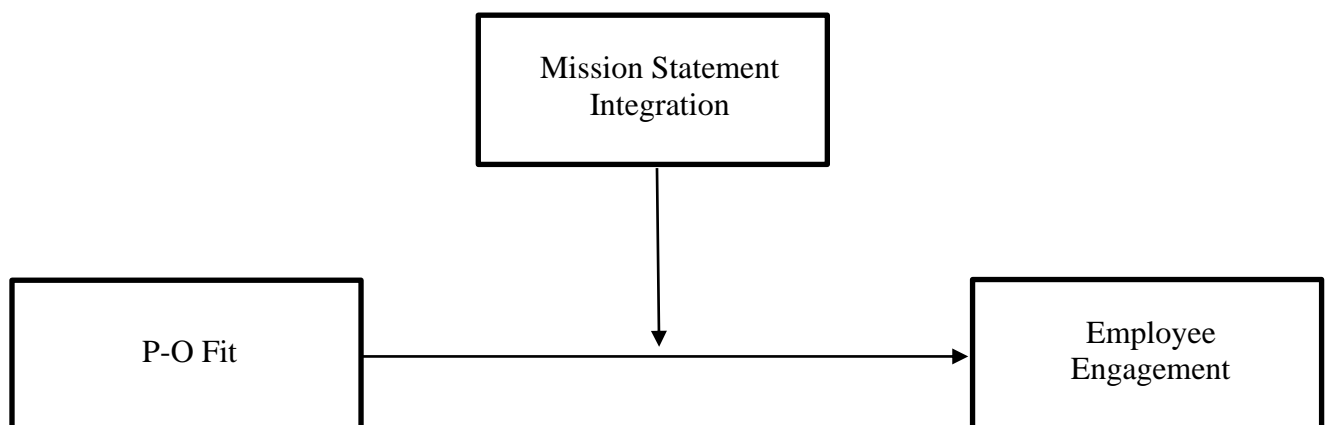 Mission Statement
Integration
P-O Fit
Employee
Engagement